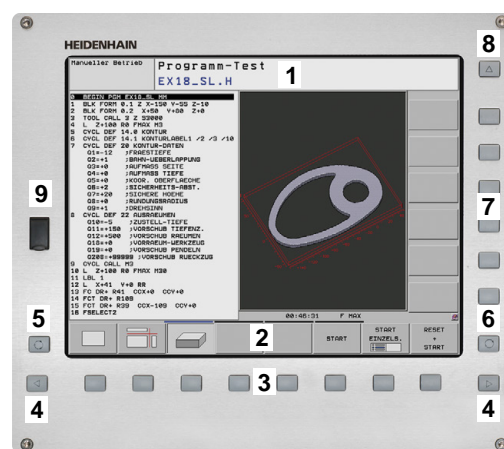 8
HEIDENHAIN
Manueller Betrieb
Programm-Test
EX18_SL.H
1
0 BEGIN PGM EX18_SL MM
1 BLK FORM 0.1 Z X-150 Y-55 Z-10
2 BLK FORM 0.2 X+50 Y+80 Z+0
3 TOOL CALL 3 Z S3000
4 L Z+100 R0 FMAX M3
5 CYCL DEF 14.0 KONTUR
6 CYCL DEF 14.1 KONTURLABEL1 /2 /3 /10
7 CYCL DEF 20 KONTUR-DATEN
Q1=-12 ;FRAESTIEFE
Q2=+1 ;BAHN-UEBERLAPPUNG
Q3=+0 ;AUFMASS SEITE
Q4=+0 ;AUFMASS TIEFE
Q5=+0 ;KOOR. OBERFLAECHE
Q6=+2 ;SICHERHEITS-ABST.
Q7=+20 ;SICHERE HOEHE
Q8=+0 ;RUNDUNGSRADIUS
Q9=+1 ;DREHSINN
8 CYCL DEF 22 AUSRAEUMEN
Q10=-5 ;ZUSTELL-TIEFE
Q11=+150 ;VORSCHUB TIEFENZ.
Q12=+500 ;VORSCHUB RAEUMEN
Q18=+0 ;VORRAEUM-WERKZEUG
Q19=+0 ;VORSCHUB PENDELN
Q208=+99999 ;VORSCHUB RUECKZUG
9 CYCL CALL M3
10 L Z+100 R0 FMAX M30
11 LBL 1
12 L X+41 Y+0 RR
13 FC DR+ R41 CCX+0 CCY+0
14 FCT DR+ R108
15 FCT DR+ R39 CCX-109 CCY+0
16 FSELECT2
00:46:31 F MAX
9
7
5
6
2
START
START
EINZELS.
RESET
+
START
3
4
4